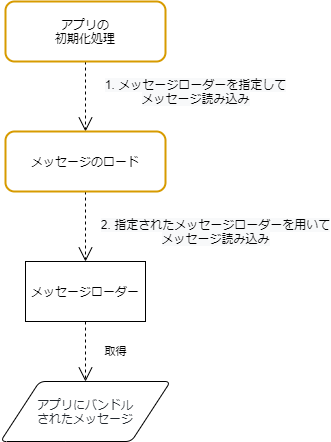 アプリの
初期化処理
1. メッセージローダーを指定して
メッセージ読み込み
メッセージのロード
2. 指定されたメッセージローダーを用いて
メッセージ読み込み
メッセージローダー
取得
アプリにバンドル
されたメッセージ